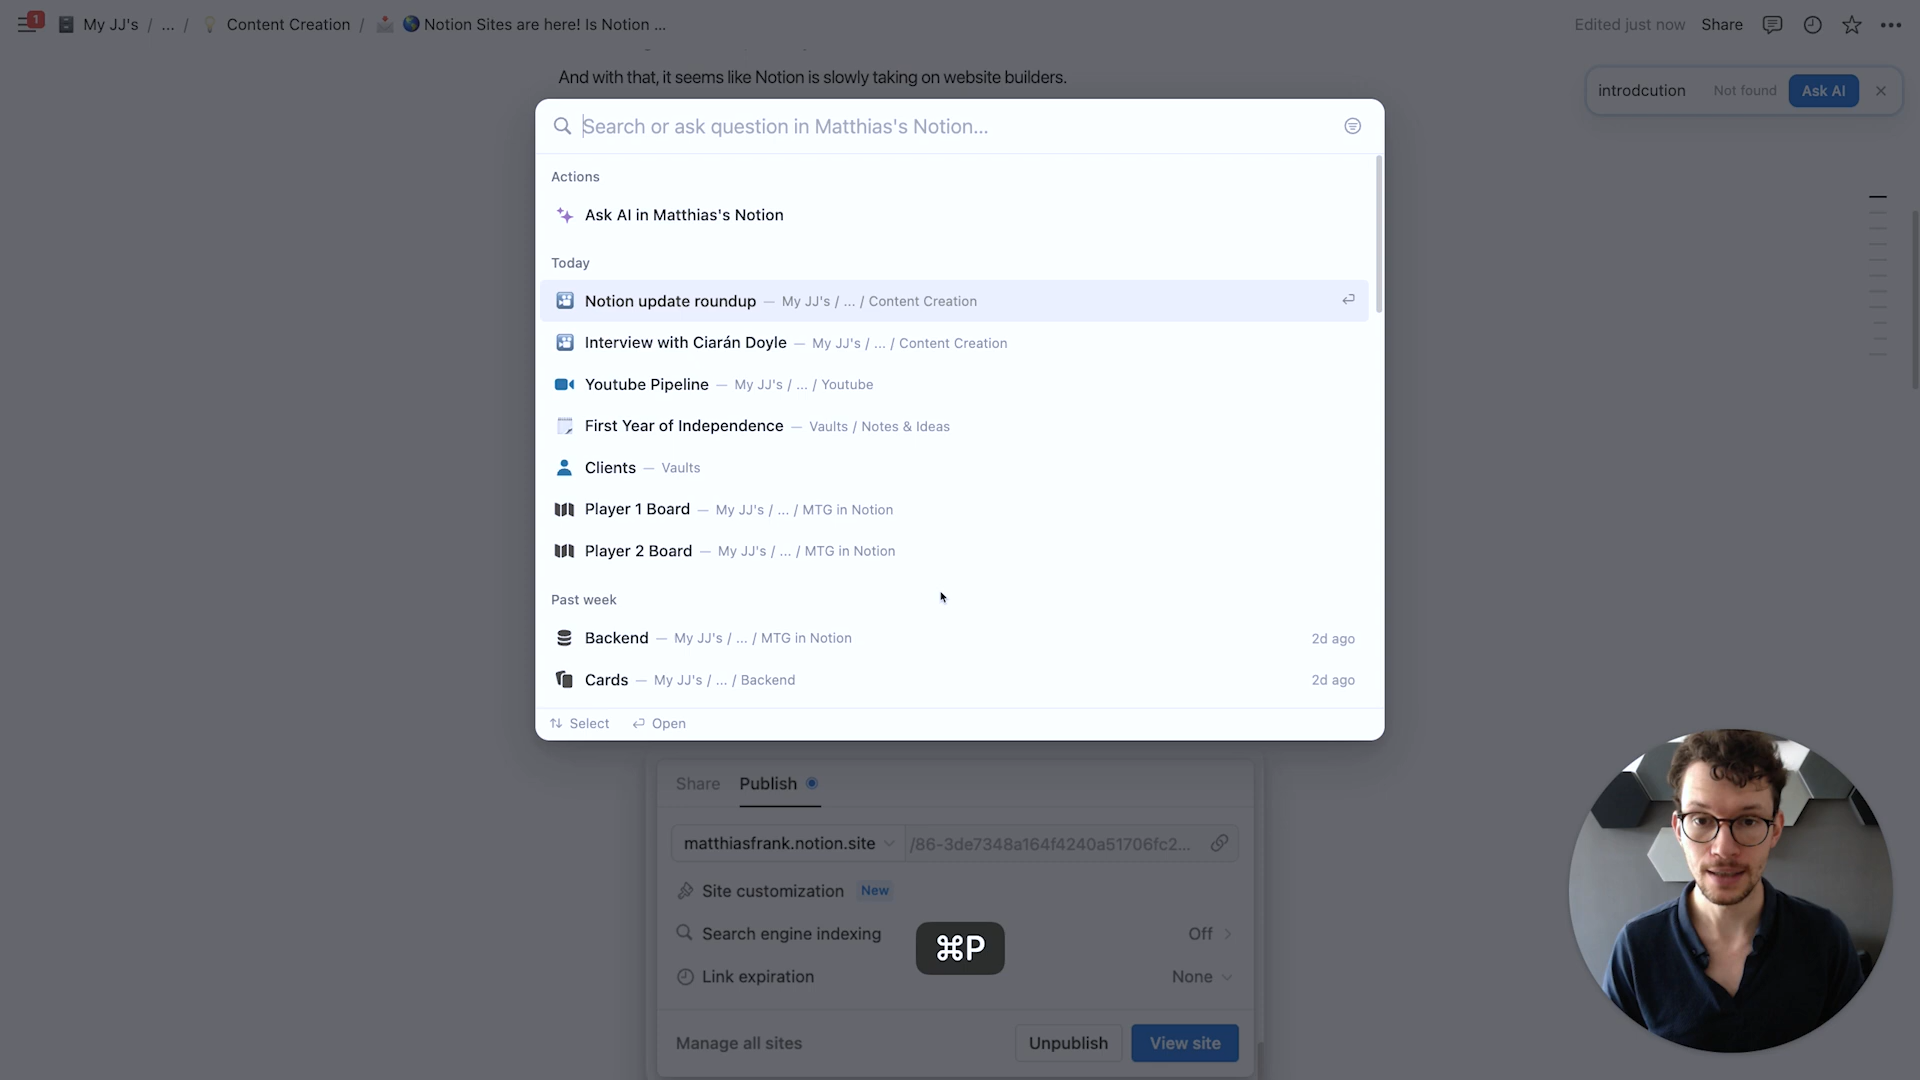 1
My JJ's / ... / Content Creation / Notion Sites are here! Is Notion ...
Edited just now Share
And with that, it seems like Notion is slowly taking on website builders.
introdcution Not found Ask AI
Search or ask question in Matthias's Notion...
Actions
Ask AI in Matthias's Notion
Today
Notion update roundup — My JJ's / ... / Content Creation
Interview with Ciarán Doyle — My JJ's / ... / Content Creation
Youtube Pipeline — My JJ's / ... / Youtube
First Year of Independence — Vaults / Notes & Ideas
Clients — Vaults
Player 1 Board — My JJ's / ... / MTG in Notion
Player 2 Board — My JJ's / ... / MTG in Notion
Past week
Backend — My JJ's / ... / MTG in Notion 2d ago
Cards — My JJ's / ... / Backend 2d ago
Select Open
Share Publish
matthiasfrank.notion.site /86-3de7348a164f4240a51706fc2...
Site customization New
Search engine indexing Off
⌘P
Link expiration None
Manage all sites Unpublish View site